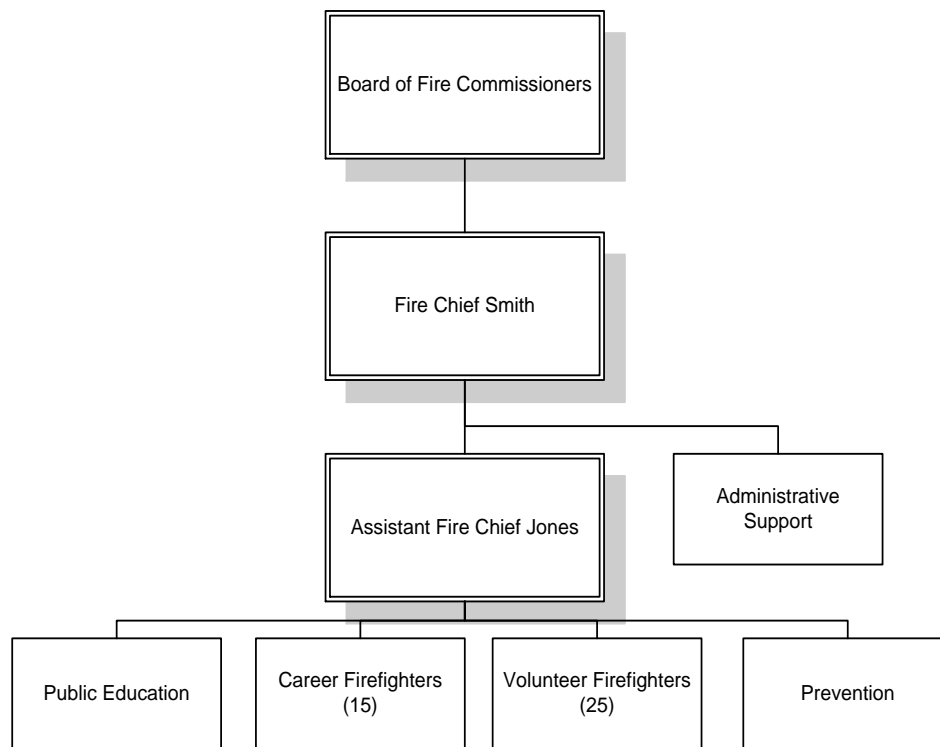 Board of Fire Commissioners
Fire Chief Smith
Assistant Fire Chief Jones
Administrative
Support
Public Education
Career Firefighters
(15)
Volunteer Firefighters
(25)
Prevention